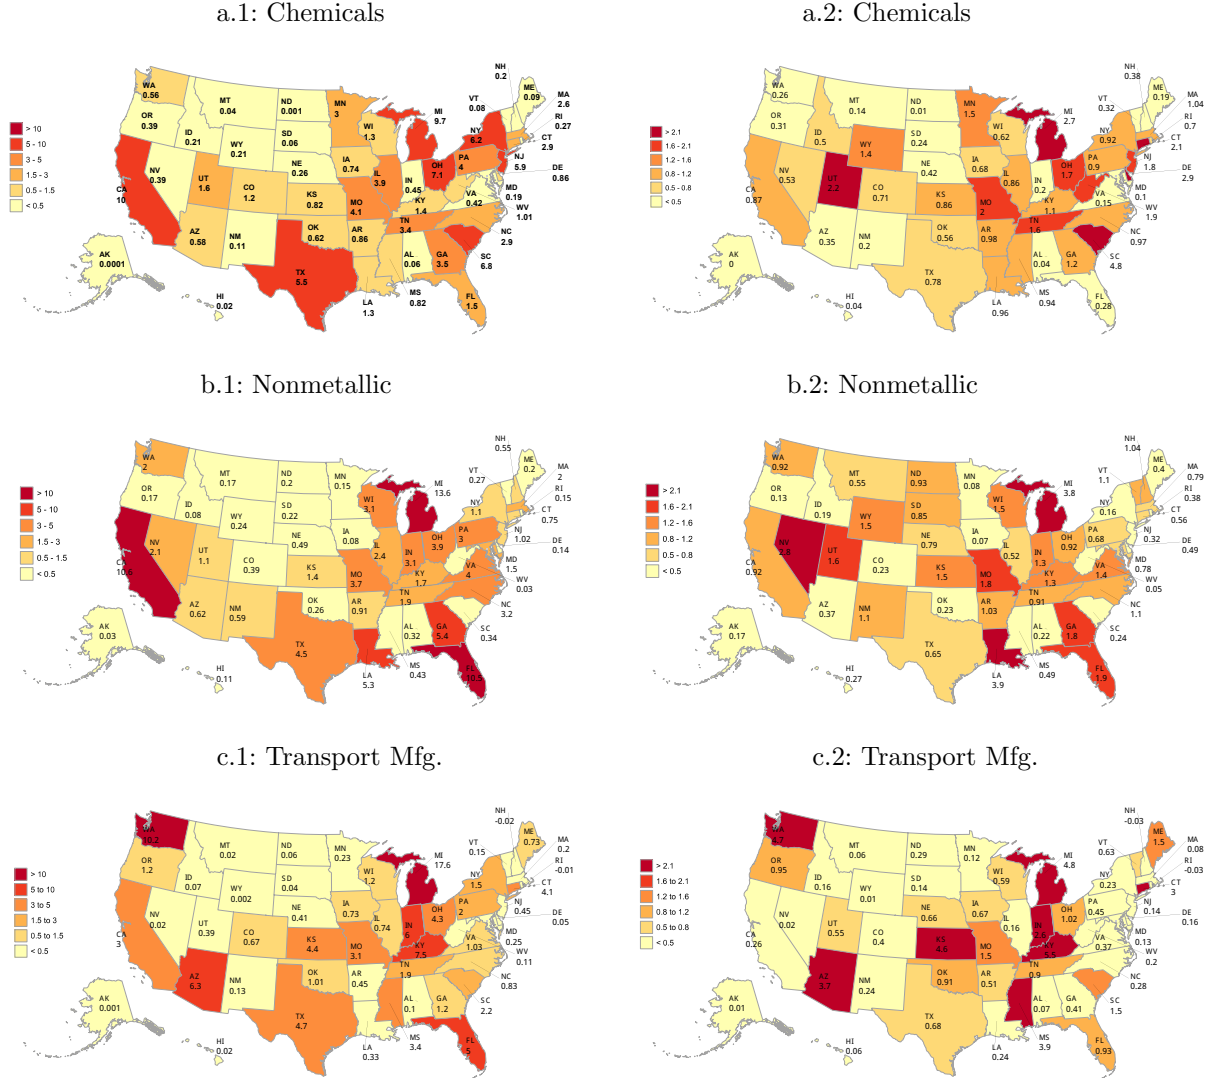 a.1: Chemicals
> 10
5 - 10
3 - 5
1.5 - 3
0.5 - 1.5
< 0.5
WA
0.56
OR
0.39
CA
10
NV
0.39
ID
0.21
MT
0.04
WY
0.21
UT
1.6
CO
1.2
AZ
0.58
NM
0.11
ND
0.001
SD
0.06
NE
0.26
KS
0.82
OK
0.62
TX
5.5
MN
3
IA
0.74
MO
4.1
AR
0.86
LA
1.3
WI
1.3
IL
3.9
IN
0.45
MI
9.7
OH
7.1
KY
1.4
TN
3.4
MS
0.82
AL
0.06
GA
3.5
FL
1.5
SC
6.8
NC
2.9
VA
0.42
WV
1.01
MD
0.19
DE
0.86
PA
4
NJ
5.9
NY
6.2
CT
2.9
RI
0.27
MA
2.6
VT
0.08
NH
0.2
ME
0.09
AK
0.0001
HI
0.02
a.2: Chemicals
> 2.1
1.6 - 2.1
1.2 - 1.6
0.8 - 1.2
0.5 - 0.8
< 0.5
WA
0.26
OR
0.31
CA
0.87
NV
0.53
ID
0.5
MT
0.14
WY
1.4
UT
2.2
CO
0.71
AZ
0.35
NM
0.2
ND
0.01
SD
0.24
NE
0.42
KS
0.86
OK
0.56
TX
0.78
MN
1.5
IA
0.68
MO
2
AR
0.98
LA
0.96
WI
0.62
IL
0.86
IN
0.2
MI
2.7
OH
1.7
KY
1.1
TN
1.6
MS
0.94
AL
0.04
GA
1.2
FL
0.28
SC
4.8
NC
0.97
VA
0.15
WV
1.9
MD
0.1
DE
2.9
PA
0.9
NJ
1.8
NY
0.92
CT
2.1
RI
0.7
MA
1.04
VT
0.32
NH
0.38
ME
0.19
AK
0
HI
0.04
b.1: Nonmetallic
> 10
5 - 10
3 - 5
1.5 - 3
0.5 - 1.5
< 0.5
WA
2
OR
0.17
CA
10.6
NV
2.1
ID
0.08
MT
0.17
WY
0.24
UT
1.1
CO
0.39
AZ
0.62
NM
0.59
ND
0.2
SD
0.22
NE
0.49
KS
1.4
OK
0.26
TX
4.5
MN
0.15
IA
0.08
MO
3.7
AR
0.91
LA
5.3
WI
3.1
IL
2.4
IN
3.1
MI
13.6
OH
3.9
KY
1.7
TN
1.9
MS
0.43
AL
0.32
GA
5.4
FL
10.5
SC
0.34
NC
3.2
VA
4
WV
0.03
MD
1.5
DE
0.14
PA
3
NJ
1.02
NY
1.1
CT
0.75
RI
0.15
MA
2
VT
0.27
NH
0.55
ME
0.2
AK
0.03
HI
0.11
b.2: Nonmetallic
> 2.1
1.6 - 2.1
1.2 - 1.6
0.8 - 1.2
0.5 - 0.8
< 0.5
WA
0.92
OR
0.13
CA
0.92
NV
2.8
ID
0.19
MT
0.55
WY
1.5
UT
1.6
CO
0.23
AZ
0.37
NM
1.1
ND
0.93
SD
0.85
NE
0.79
KS
1.5
OK
0.23
TX
0.65
MN
0.08
IA
0.07
MO
1.8
AR
1.03
LA
3.9
WI
1.5
IL
0.52
IN
1.3
MI
3.8
OH
0.92
KY
1.3
TN
0.91
MS
0.49
AL
0.22
GA
1.8
FL
1.9
SC
0.24
NC
1.1
VA
1.4
WV
0.05
MD
0.78
DE
0.49
PA
0.68
NJ
0.32
NY
0.16
CT
0.56
RI
0.38
MA
0.79
VT
1.1
NH
1.04
ME
0.4
AK
0.17
HI
0.27
c.1: Transport Mfg.
> 10
5 to 10
3 to 5
1.5 to 3
0.5 to 1.5
< 0.5
WA
10.2
OR
1.2
CA
3
NV
0.02
ID
0.07
MT
0.02
WY
0.002
UT
0.39
CO
0.67
AZ
6.3
NM
0.13
ND
0.06
SD
0.04
NE
0.41
KS
4.4
OK
1.01
TX
4.7
MN
0.23
IA
0.73
MO
3.1
AR
0.45
LA
0.33
WI
1.2
IL
0.74
IN
6
MI
17.6
OH
4.3
KY
7.5
TN
1.9
MS
3.4
AL
0.1
GA
1.2
FL
5
SC
2.2
NC
0.83
VA
1.03
WV
0.11
MD
0.25
DE
0.05
PA
2
NJ
0.45
NY
1.5
CT
4.1
RI
-0.01
MA
0.2
VT
0.15
NH
-0.02
ME
0.73
AK
0.001
HI
0.02
c.2: Transport Mfg.
> 2.1
1.6 to 2.1
1.2 to 1.6
0.8 to 1.2
0.5 to 0.8
< 0.5
WA
4.7
OR
0.95
CA
0.26
NV
0.02
ID
0.16
MT
0.06
WY
0.01
UT
0.55
CO
0.4
AZ
3.7
NM
0.24
ND
0.29
SD
0.14
NE
0.66
KS
4.6
OK
0.91
TX
0.68
MN
0.12
IA
0.67
MO
1.5
AR
0.51
LA
0.24
WI
0.59
IL
0.16
IN
2.6
MI
4.8
OH
1.02
KY
5.5
TN
0.9
MS
3.9
AL
0.07
GA
0.41
FL
0.93
SC
1.5
NC
0.28
VA
0.37
WV
0.2
MD
0.13
DE
0.16
PA
0.45
NJ
0.14
NY
0.23
CT
3
RI
-0.03
MA
0.08
VT
0.63
NH
-0.03
ME
1.5
AK
0.01
HI
0.06